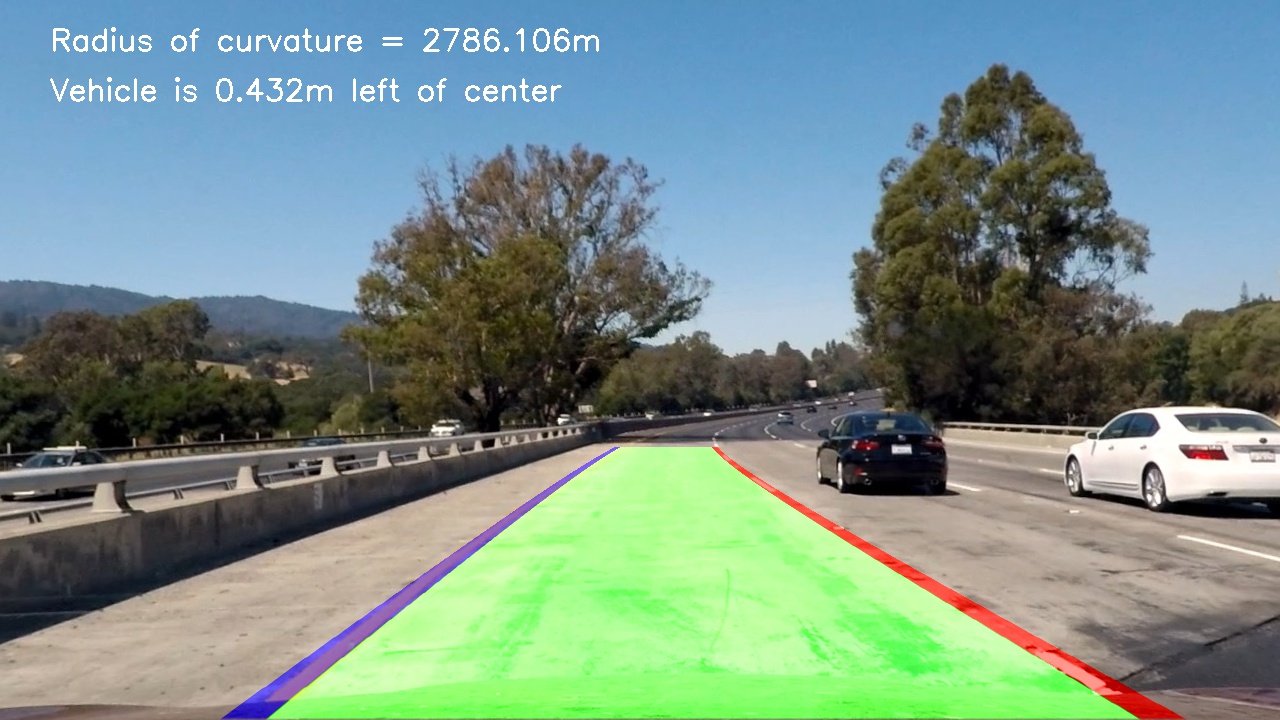 Radius of curvature = 2786.106m
Vehicle is 0.432m left of center